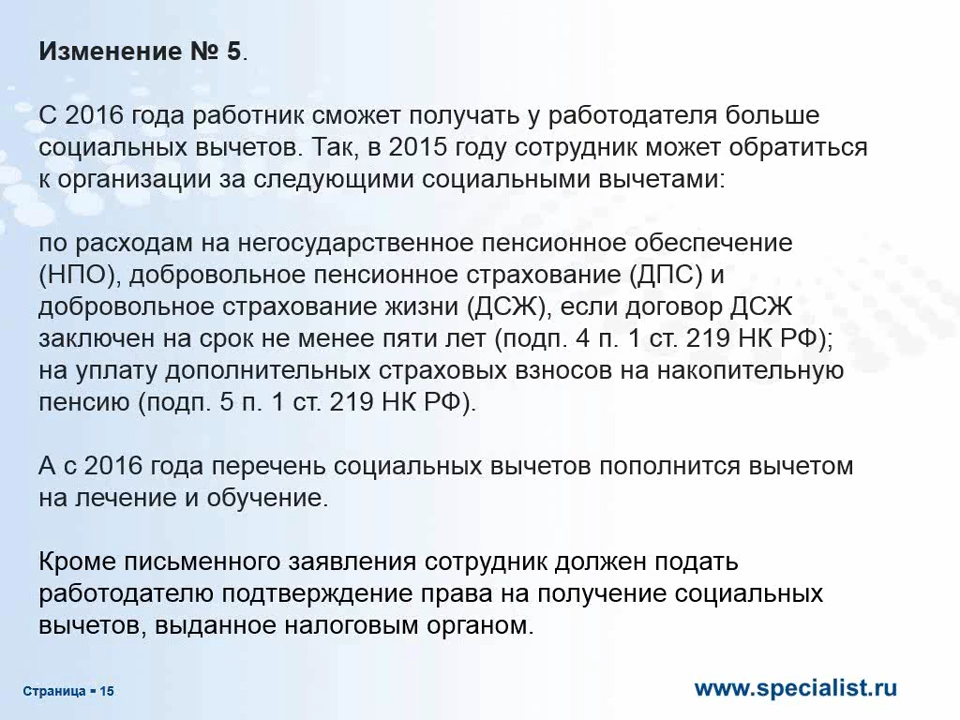 Изменение № 5.
С 2016 года работник сможет получать у работодателя больше
социальных вычетов. Так, в 2015 году сотрудник может обратиться
к организации за следующими социальными вычетами:
по расходам на негосударственное пенсионное обеспечение
(НПО), добровольное пенсионное страхование (ДПС) и
добровольное страхование жизни (ДСЖ), если договор ДСЖ
заключен на срок не менее пяти лет (подп. 4 п. 1 ст. 219 НК РФ);
на уплату дополнительных страховых взносов на накопительную
пенсию (подп. 5 п. 1 ст. 219 НК РФ).
А с 2016 года перечень социальных вычетов пополнится вычетом
на лечение и обучение.
Кроме письменного заявления сотрудник должен подать
работодателю подтверждение права на получение социальных
вычетов, выданное налоговым органом.
Страница ▪ 15
www.specialist.ru